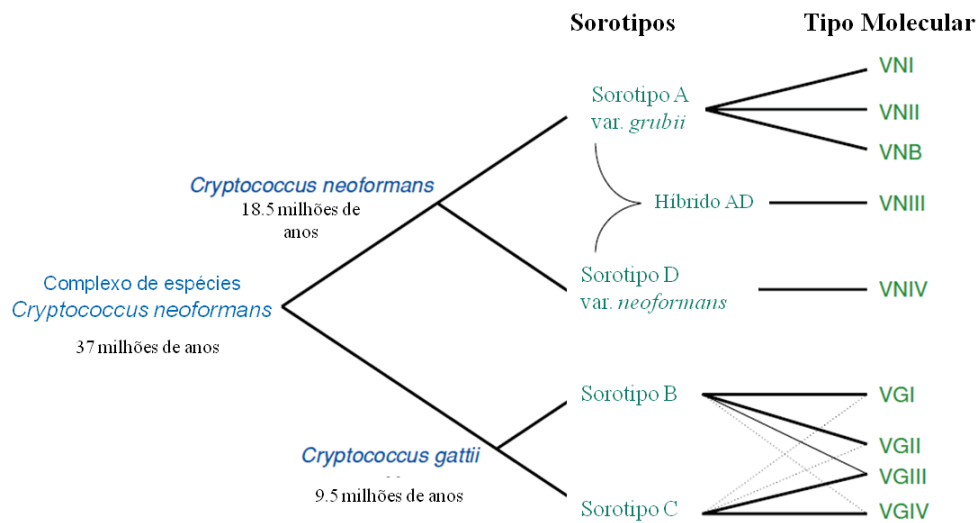 Sorotipos
Tipo Molecular
Sorotipo A
var. grubii
VNI
VNII
VNB
Cryptococcus neoformans
18.5 milhões de
anos
Híbrido AD
VNIII
Complexo de espécies
Cryptococcus neoformans
37 milhões de anos
Sorotipo D
var. neoformans
VNIV
Sorotipo B
VGI
VGII
VGIII
VGIV
Cryptococcus gattii
9.5 milhões de anos
Sorotipo C